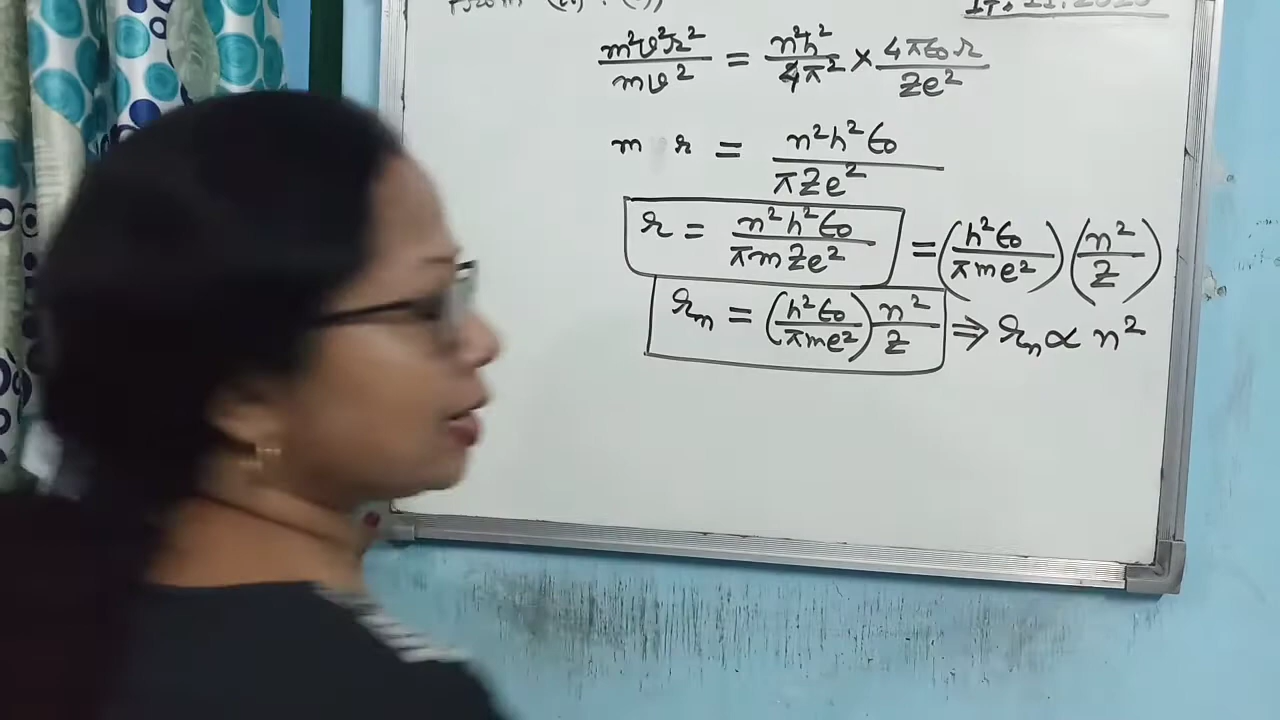 m²v²r²/mv² = n²h²/4π² × 4πε₀r/Ze²
m r = n²h²ε₀/πZe²
r = n²h²ε₀/πmZe² = (h²ε₀/πme²)(n²/Z)
rₙ = (h²ε₀/πme²) n²/Z ⇒ rₙ ∝ n²